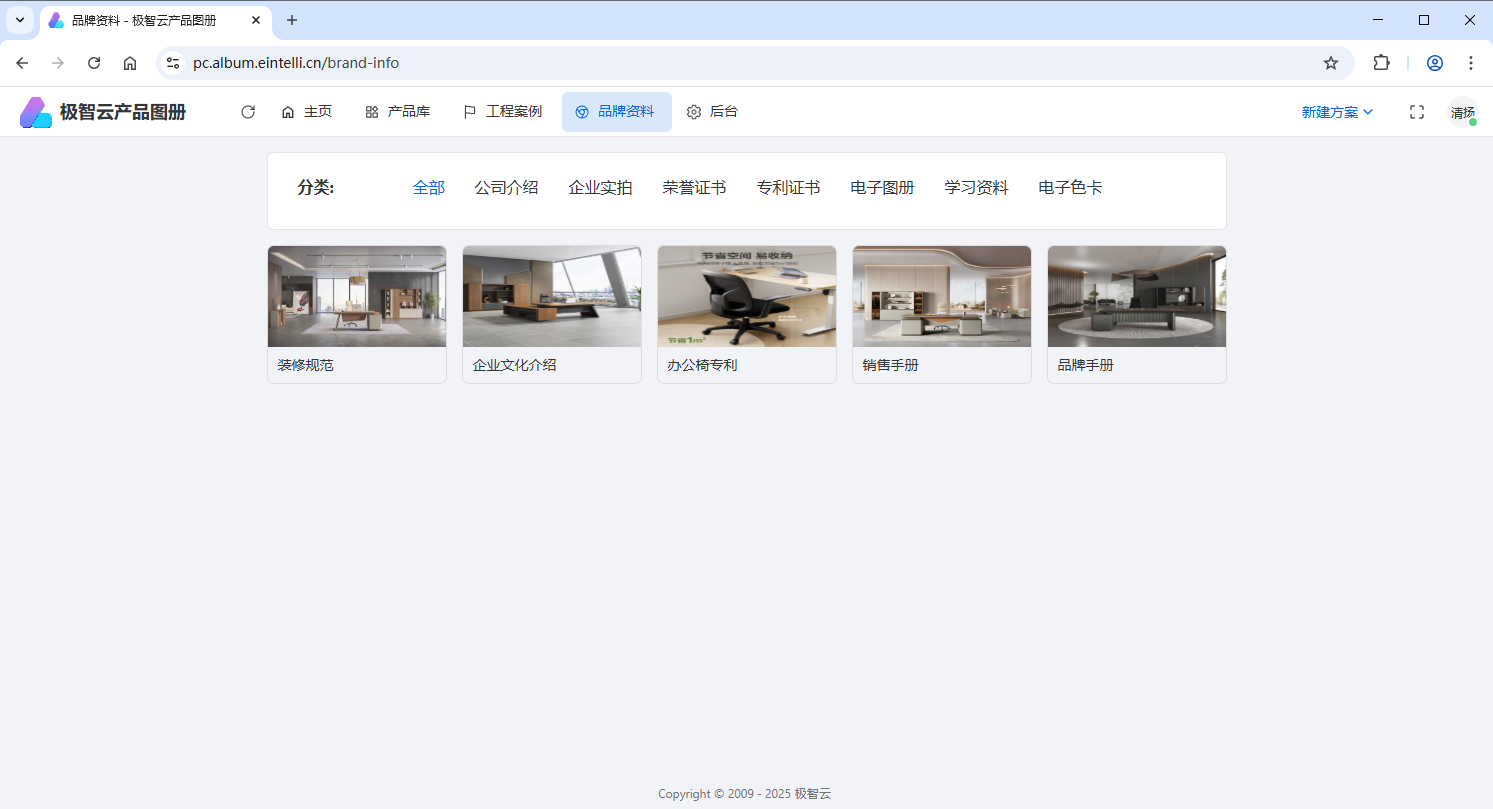 品牌资料 - 极智云产品图册
pc.album.eintelli.cn/brand-info
极智云产品图册
主页
产品库
工程案例
品牌资料
后台
新建方案
清扬
分类:
全部
公司介绍
企业实拍
荣誉证书
专利证书
电子图册
学习资料
电子色卡
节省空间 易收纳
节省1m²
装修规范
企业文化介绍
办公椅专利
销售手册
品牌手册
Copyright © 2009 - 2025 极智云